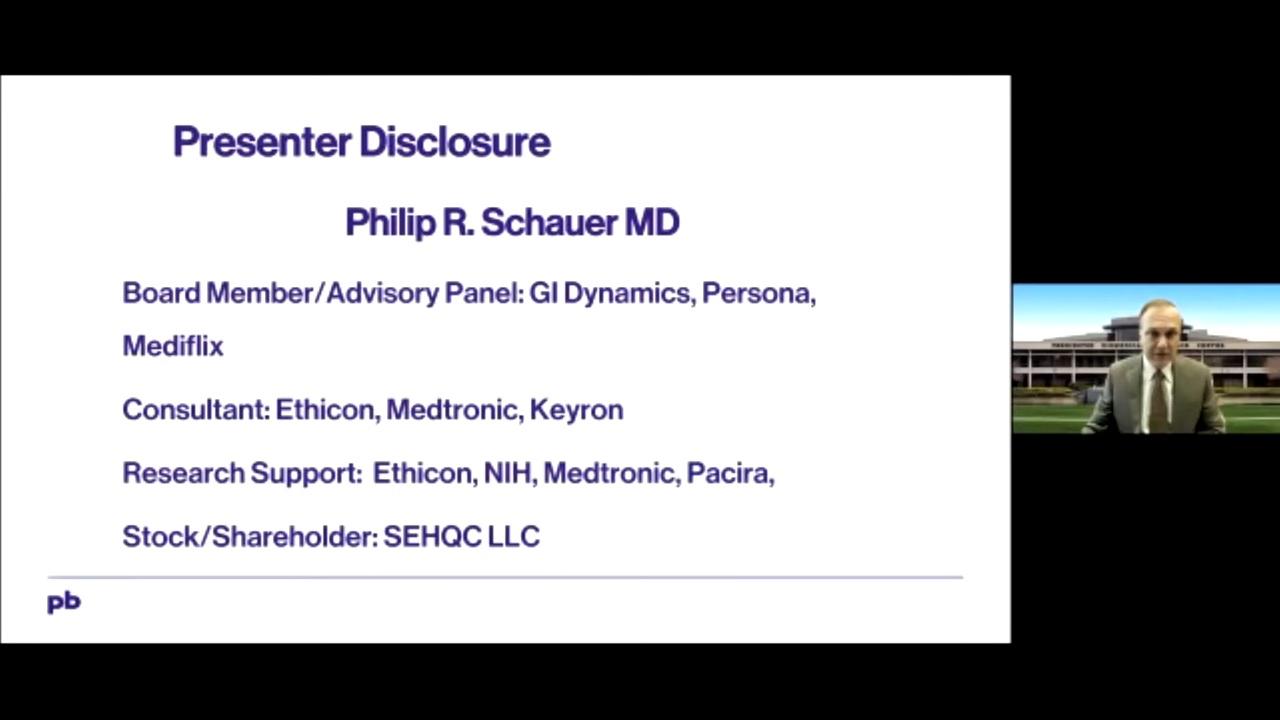 Presenter Disclosure
Philip R. Schauer MD
Board Member/Advisory Panel: GI Dynamics, Persona,
Mediflix
Consultant: Ethicon, Medtronic, Keyron
Research Support:  Ethicon, NIH, Medtronic, Pacira,
Stock/Shareholder: SEHQC LLC
pb